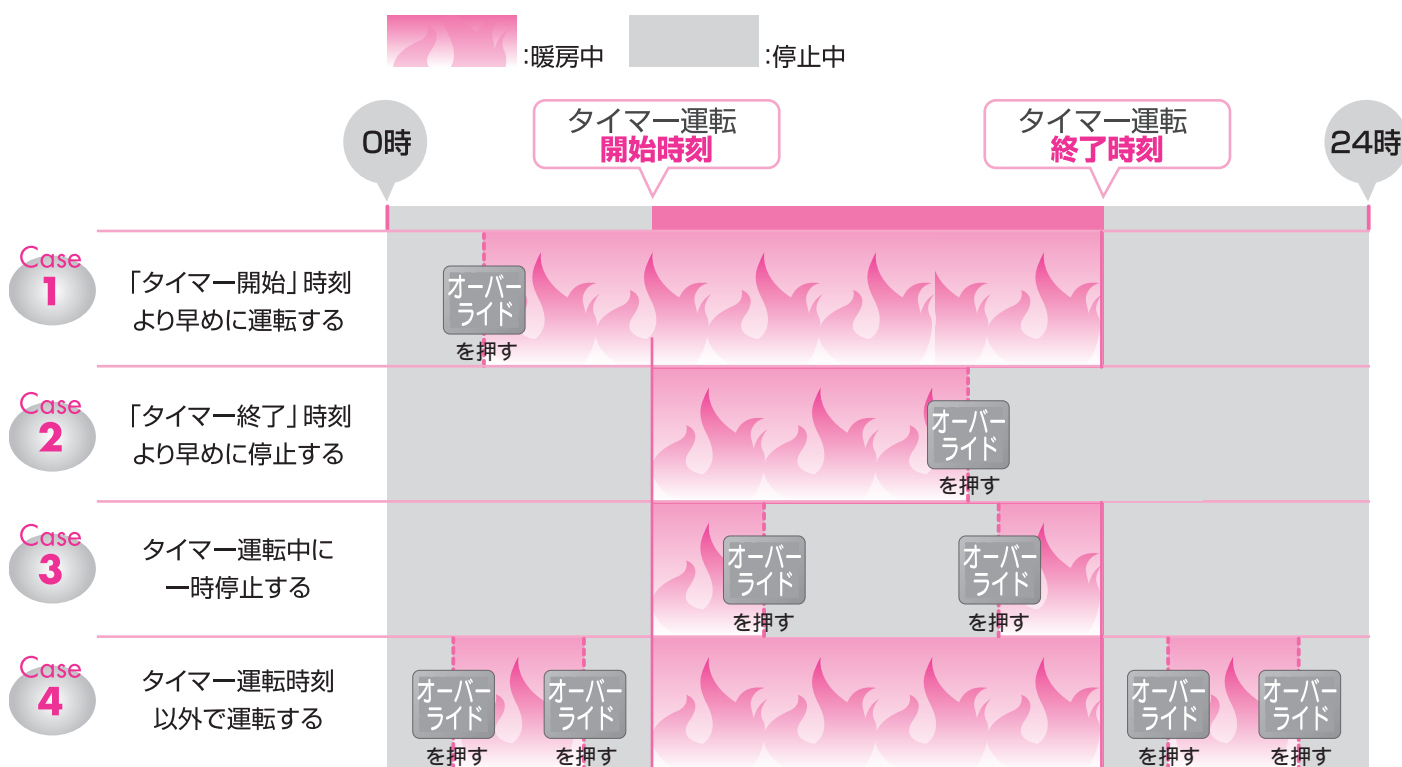 :暖房中
:停止中
0時
タイマー運転
開始時刻
タイマー運転
終了時刻
24時
Case
1
「タイマー開始」時刻
より早めに運転する
オーバー
ライド
を押す
Case
2
「タイマー終了」時刻
より早めに停止する
オーバー
ライド
を押す
Case
3
タイマー運転中に
一時停止する
オーバー
ライド
を押す
オーバー
ライド
を押す
Case
4
タイマー運転時刻
以外で運転する
オーバー
ライド
を押す
オーバー
ライド
を押す
オーバー
ライド
を押す
オーバー
ライド
を押す